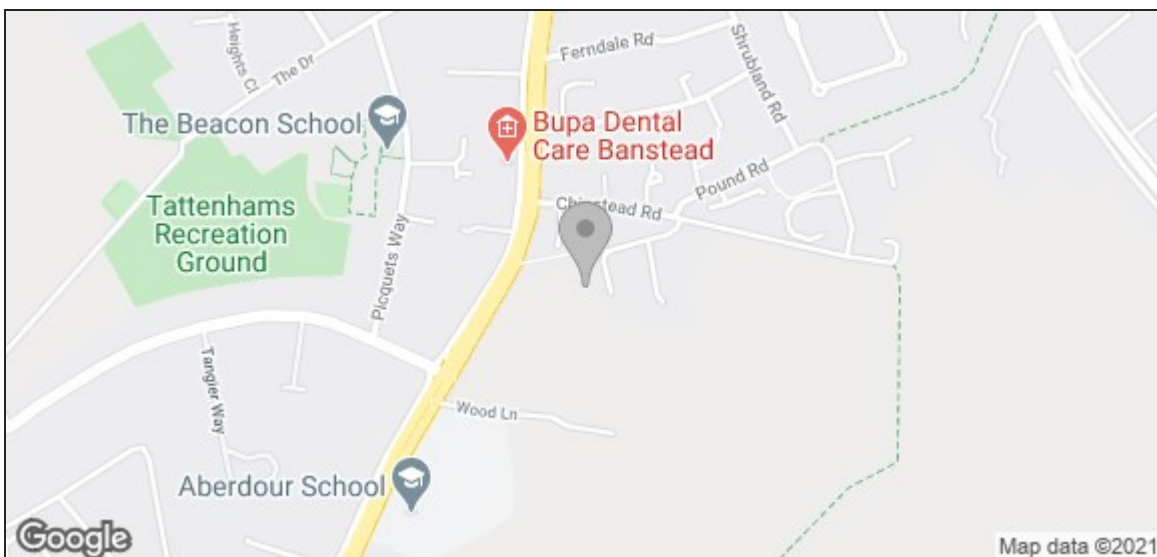 Heights Cl
The Dr
Ferndale Rd
Shrubland Rd
The Beacon School
Bupa Dental
Care Banstead
Pound Rd
Chipstead Rd
Tattenhams
Recreation
Ground
Picquets Way
Tangier Way
Wood Ln
Aberdour School
Google
Map data ©2021